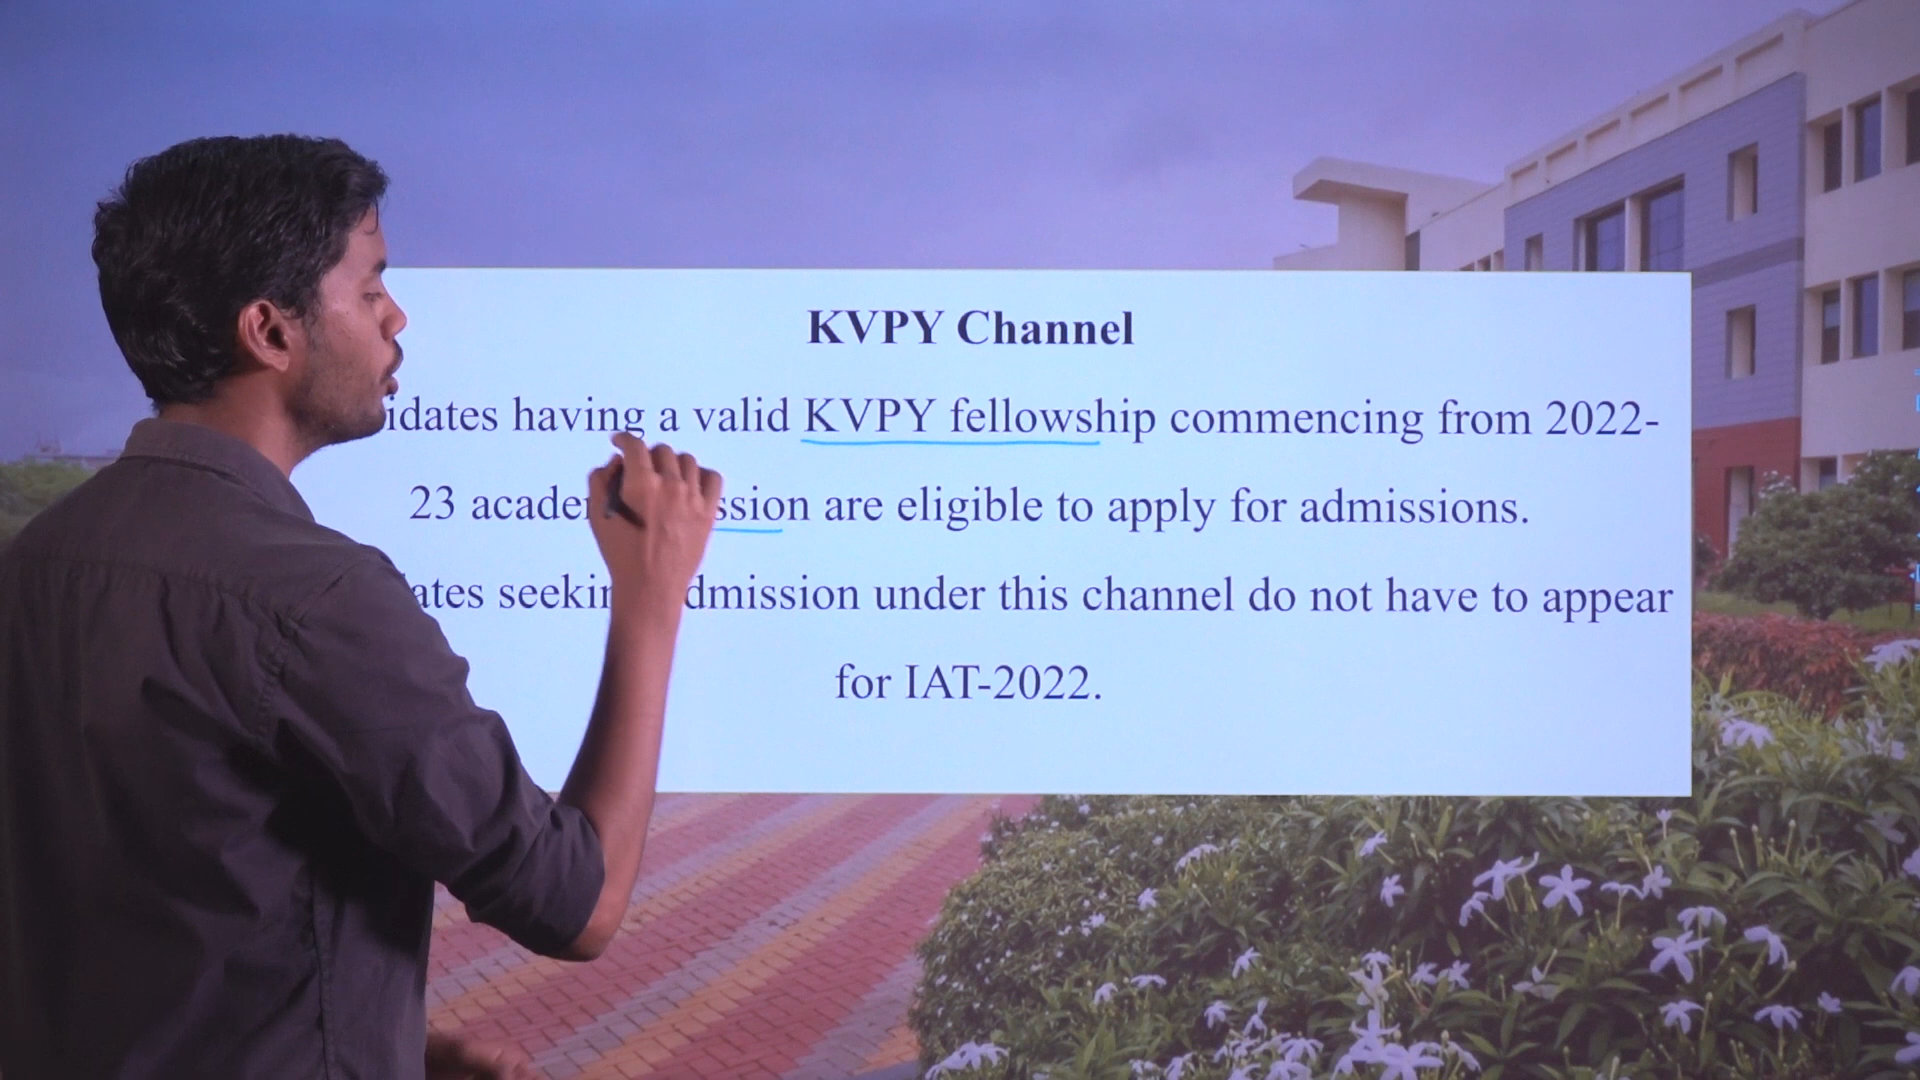 KVPY Channel
idates having a valid KVPY fellowship commencing from 2022-
23 acade ssion are eligible to apply for admissions.
ates seekin dmission under this channel do not have to appear
for IAT-2022.